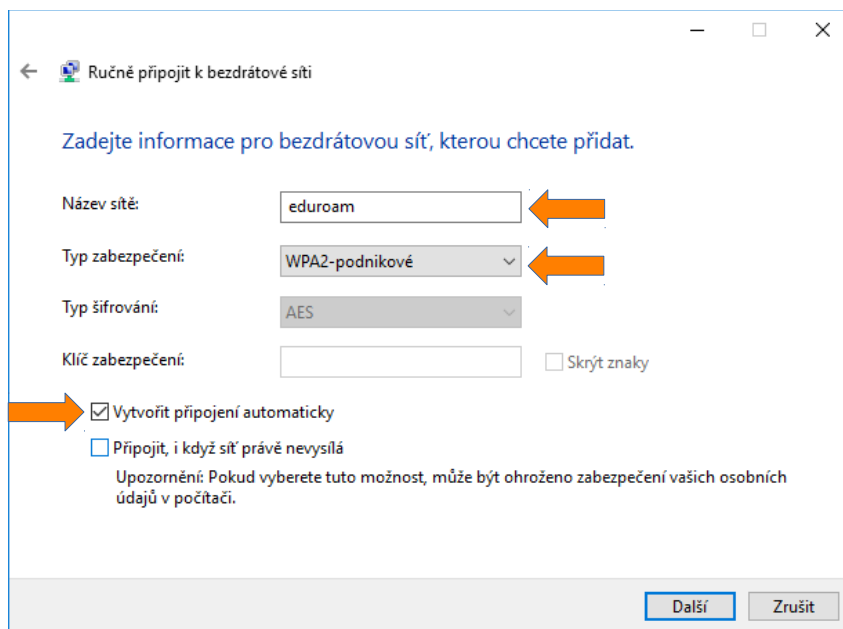 Ručně připojit k bezdrátové síti
Zadejte informace pro bezdrátovou síť, kterou chcete přidat.
Název sítě:
eduroam
Typ zabezpečení:
WPA2-podnikové
Typ šifrování:
AES
Klíč zabezpečení:
Skrýt znaky
Vytvořit připojení automaticky
Připojit, i když síť právě nevysílá
Upozornění: Pokud vyberete tuto možnost, může být ohroženo zabezpečení vašich osobních
údajů v počítači.
Další
Zrušit